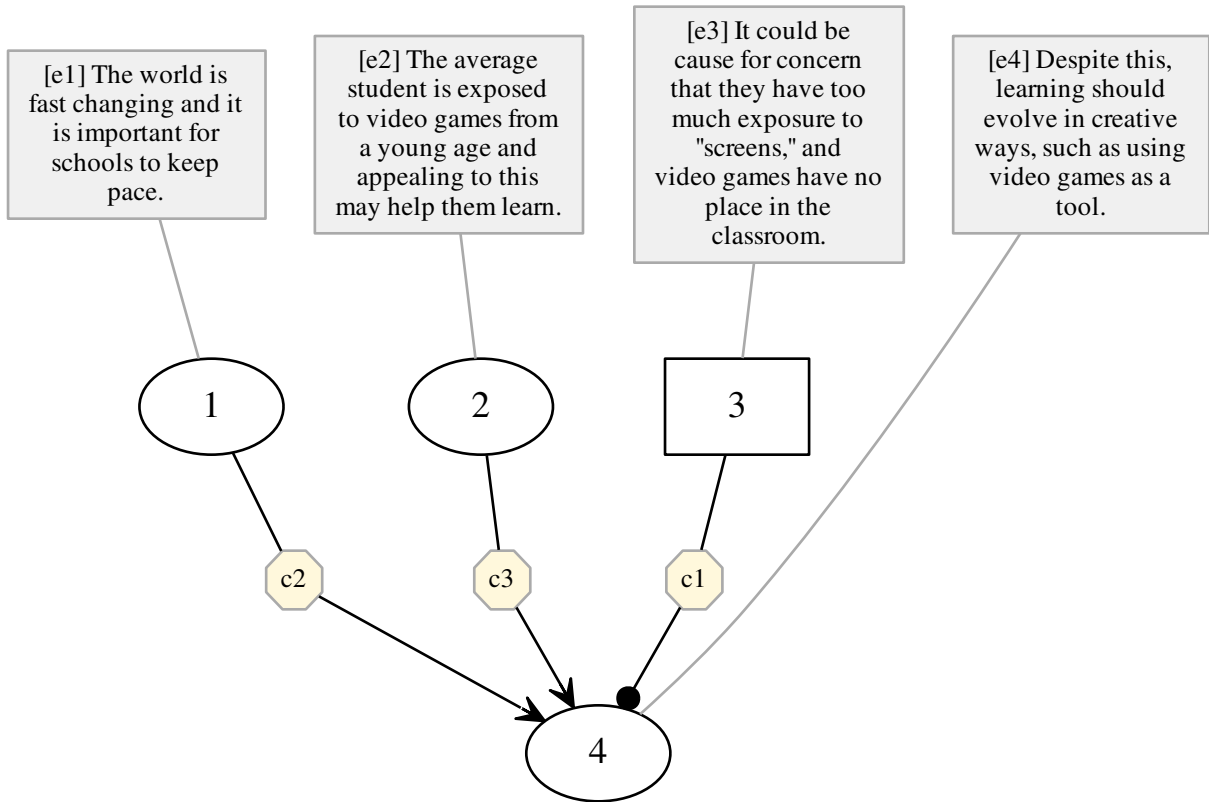 [e1] The world is
fast changing and it
is important for
schools to keep
pace.
[e2] The average
student is exposed
to video games from
a young age and
appealing to this
may help them learn.
[e3] It could be
cause for concern
that they have too
much exposure to
"screens," and
video games have no
place in the
classroom.
[e4] Despite this,
learning should
evolve in creative
ways, such as using
video games as a
tool.
1
2
3
c2
c3
c1
4